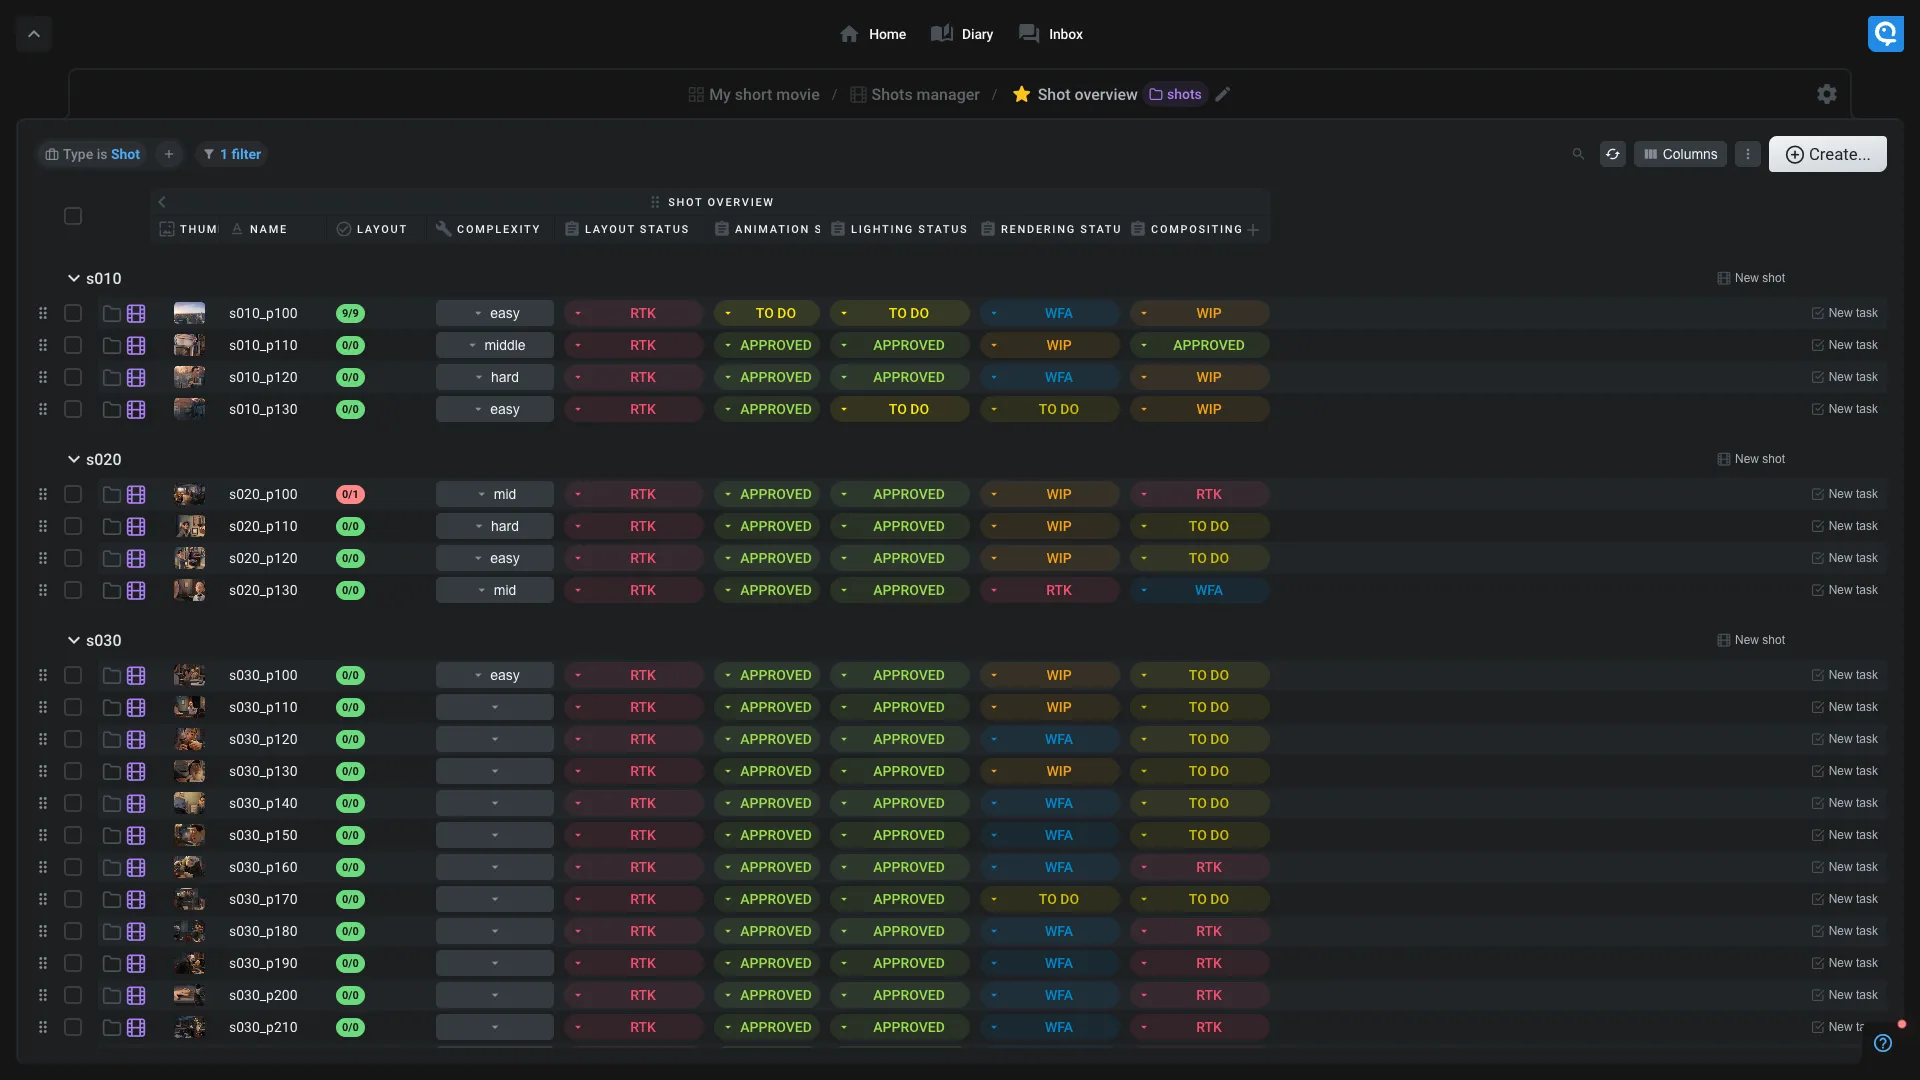 Home Diary Inbox
My short movie / Shots manager / Shot overview shots
Type is Shot + 1 filter Columns Create...
SHOT OVERVIEW
THUM NAME LAYOUT COMPLEXITY LAYOUT STATUS ANIMATION S LIGHTING STATUS RENDERING STATU COMPOSITING
s010 New shot
s010_p100 9/9 easy RTK TO DO TO DO WFA WIP New task
s010_p110 0/0 middle RTK APPROVED APPROVED WIP APPROVED New task
s010_p120 0/0 hard RTK APPROVED APPROVED WFA WIP New task
s010_p130 0/0 easy RTK APPROVED TO DO TO DO WIP New task
s020 New shot
s020_p100 0/1 mid RTK APPROVED APPROVED WIP RTK New task
s020_p110 0/0 hard RTK APPROVED APPROVED WIP TO DO New task
s020_p120 0/0 easy RTK APPROVED APPROVED WIP TO DO New task
s020_p130 0/0 mid RTK APPROVED APPROVED RTK WFA New task
s030 New shot
s030_p100 0/0 easy RTK APPROVED APPROVED WIP TO DO New task
s030_p110 0/0 RTK APPROVED APPROVED WIP TO DO New task
s030_p120 0/0 RTK APPROVED APPROVED WFA TO DO New task
s030_p130 0/0 RTK APPROVED APPROVED WIP TO DO New task
s030_p140 0/0 RTK APPROVED APPROVED WFA TO DO New task
s030_p150 0/0 RTK APPROVED APPROVED WFA TO DO New task
s030_p160 0/0 RTK APPROVED APPROVED WFA RTK New task
s030_p170 0/0 RTK APPROVED APPROVED TO DO TO DO New task
s030_p180 0/0 RTK APPROVED APPROVED WFA RTK New task
s030_p190 0/0 RTK APPROVED APPROVED WFA RTK New task
s030_p200 0/0 RTK APPROVED APPROVED WFA RTK New task
s030_p210 0/0 RTK APPROVED APPROVED WFA RTK New ta